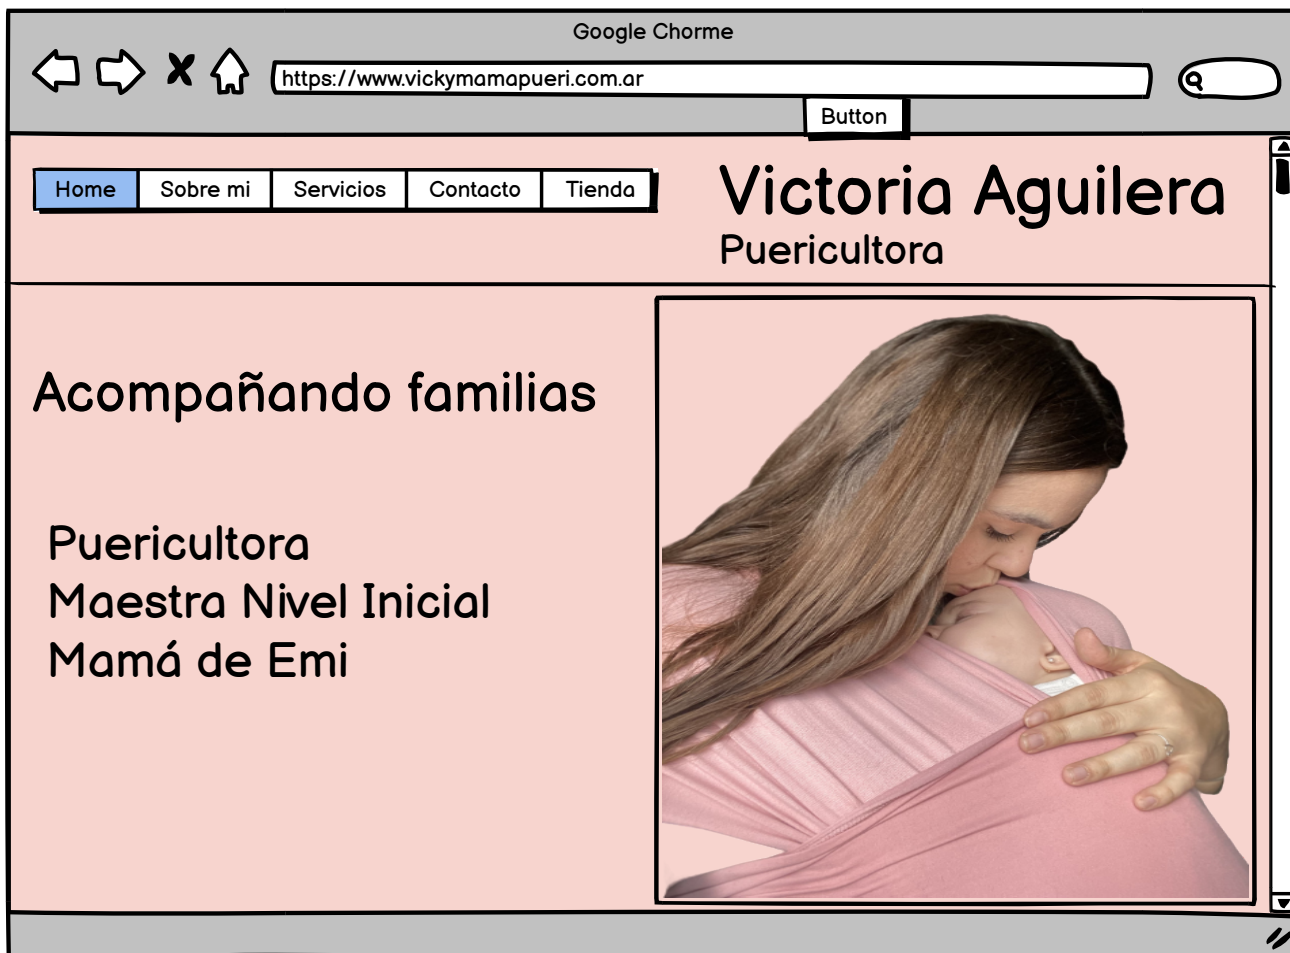 Google Chorme
https://www.vickymamapueri.com.ar
Button
Home Sobre mi Servicios Contacto Tienda
Victoria Aguilera
Puericultora
Acompañando familias
Puericultora
Maestra Nivel Inicial
Mamá de Emi